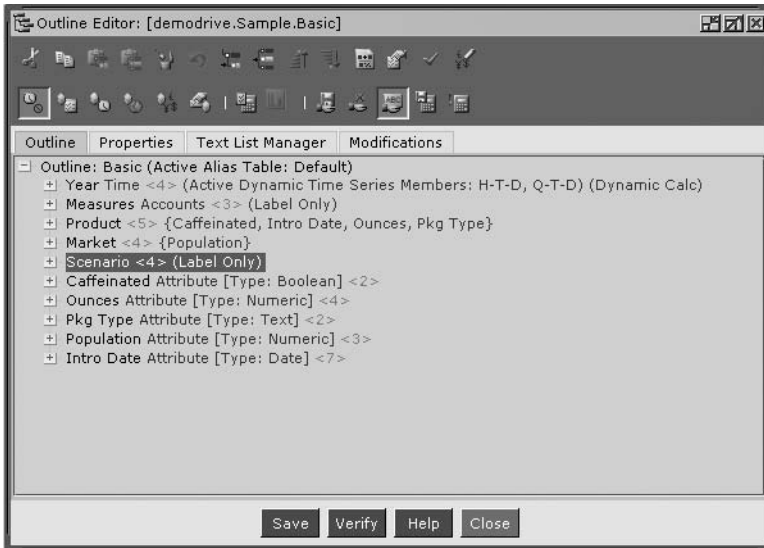 Outline Editor: [demodrive.Sample.Basic]
Outline Properties Text List Manager Modifications
Outline: Basic (Active Alias Table: Default)
Year Time <4> (Active Dynamic Time Series Members: H-T-D, Q-T-D) (Dynamic Calc)
Measures Accounts <3> (Label Only)
Product <5> {Caffeinated, Intro Date, Ounces, Pkg Type}
Market <4> {Population}
Scenario <4> (Label Only)
Caffeinated Attribute [Type: Boolean] <2>
Ounces Attribute [Type: Numeric] <4>
Pkg Type Attribute [Type: Text] <2>
Population Attribute [Type: Numeric] <3>
Intro Date Attribute [Type: Date] <7>
Save Verify Help Close